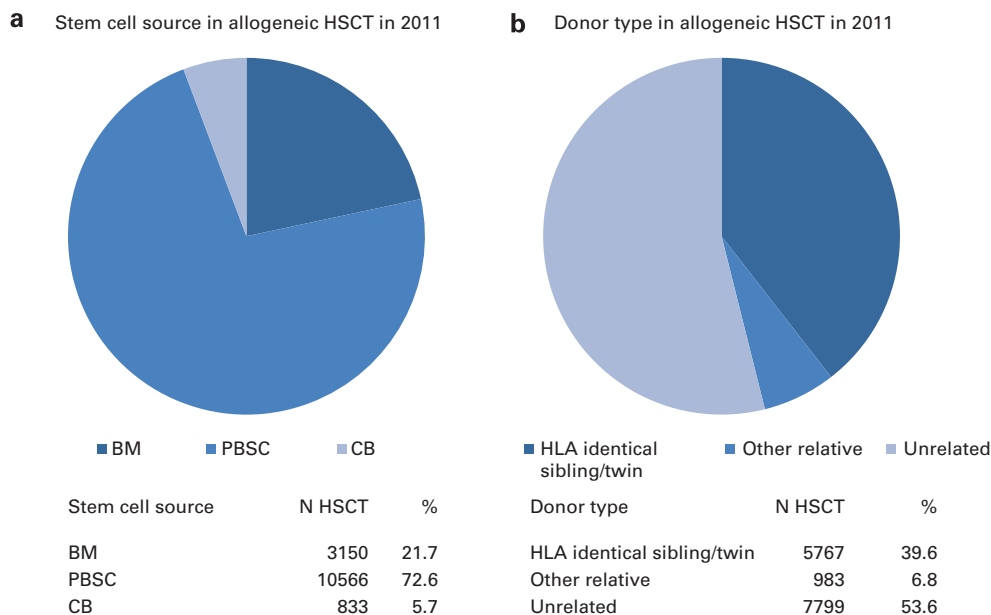 a Stem cell source in allogeneic HSCT in 2011
BM PBSC CB
Stem cell source N HSCT %
BM 3150 21.7
PBSC 10566 72.6
CB 833 5.7
b Donor type in allogeneic HSCT in 2011
HLA identical sibling/twin Other relative Unrelated
Donor type N HSCT %
HLA identical sibling/twin 5767 39.6
Other relative 983 6.8
Unrelated 7799 53.6